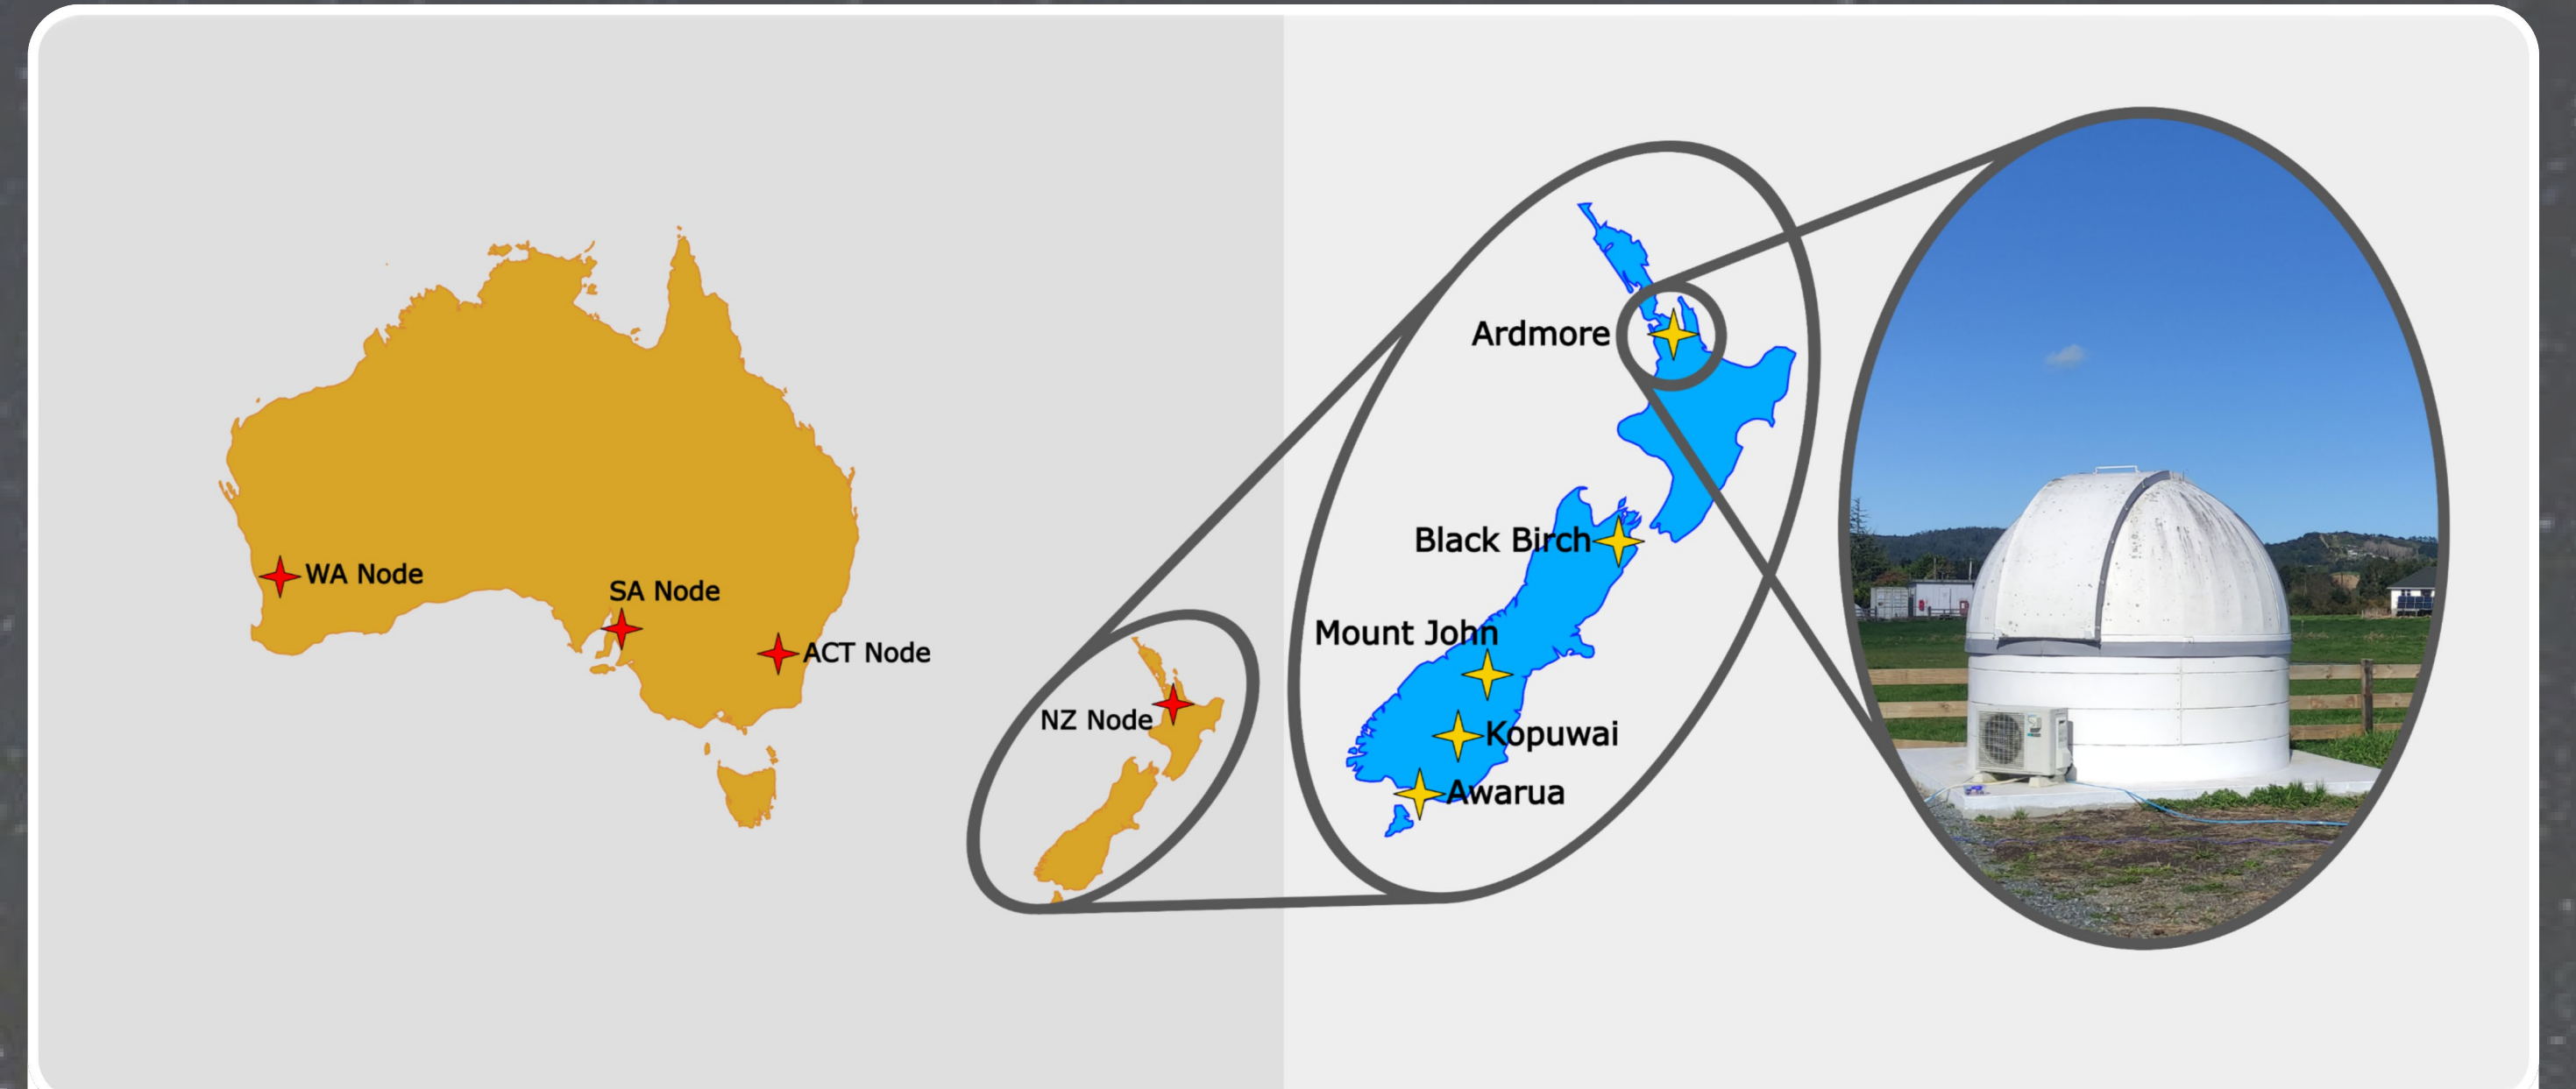 WA Node
SA Node
ACT Node
NZ Node
Ardmore
Black Birch
Mount John
Kopuwai
Awarua